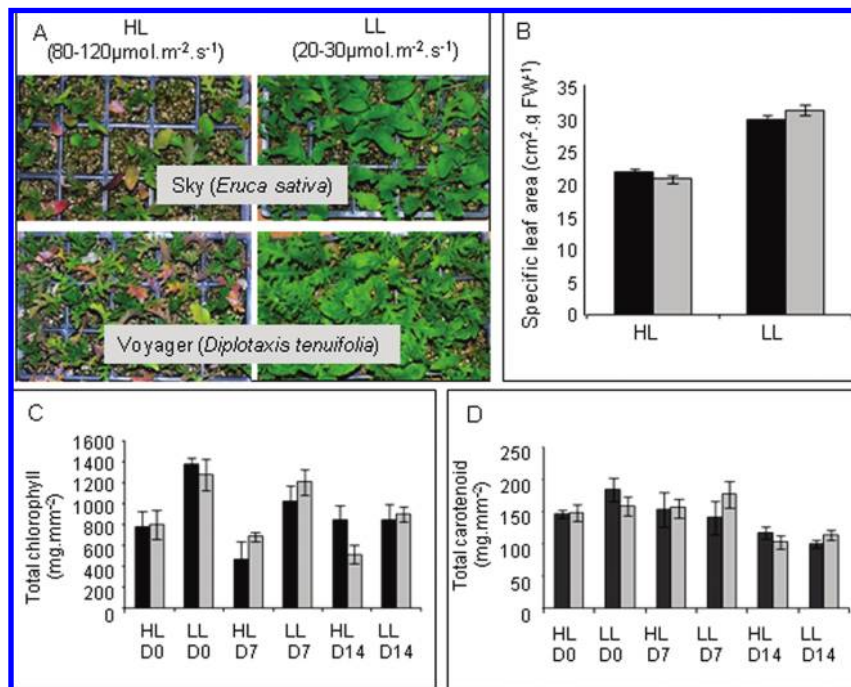 A
HL
(80-120µmol.m⁻².s⁻¹)
LL
(20-30µmol.m⁻².s⁻¹)
Sky (Eruca sativa)
Voyager (Diplotaxis tenuifolia)
B
Specific leaf area (cm².g FW⁻¹)
35
30
25
20
15
10
5
0
HL
LL
C
Total chlorophyll
(mg.mm⁻²)
1600
1400
1200
1000
800
600
400
200
0
HL
D0
LL
D0
HL
D7
LL
D7
HL
D14
LL
D14
D
Total carotenoid
(mg.mm⁻²)
250
200
150
100
50
0
HL
D0
LL
D0
HL
D7
LL
D7
HL
D14
LL
D14